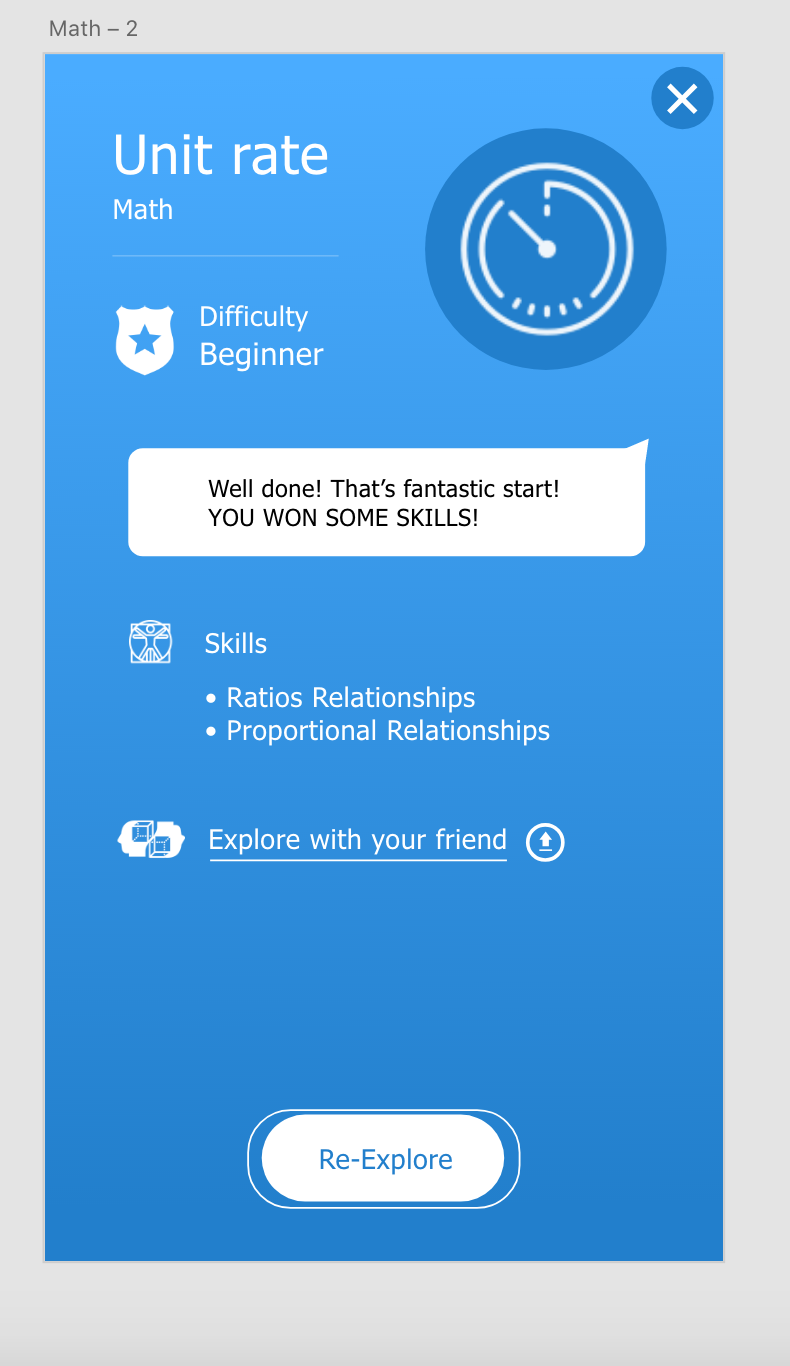 Math – 2
Unit rate
Math
Difficulty
Beginner
Well done! That’s fantastic start!
YOU WON SOME SKILLS!
Skills
• Ratios Relationships
• Proportional Relationships
Explore with your friend
Re-Explore